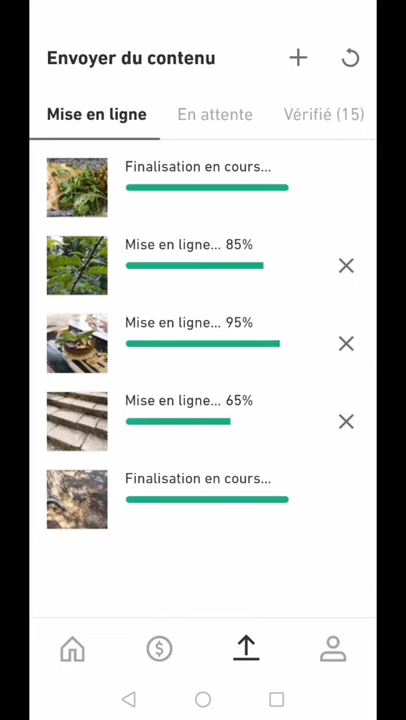 Envoyer du contenu
Mise en ligne En attente Vérifié (15)
Finalisation en cours...
Mise en ligne... 85%
Mise en ligne... 95%
Mise en ligne... 65%
Finalisation en cours...